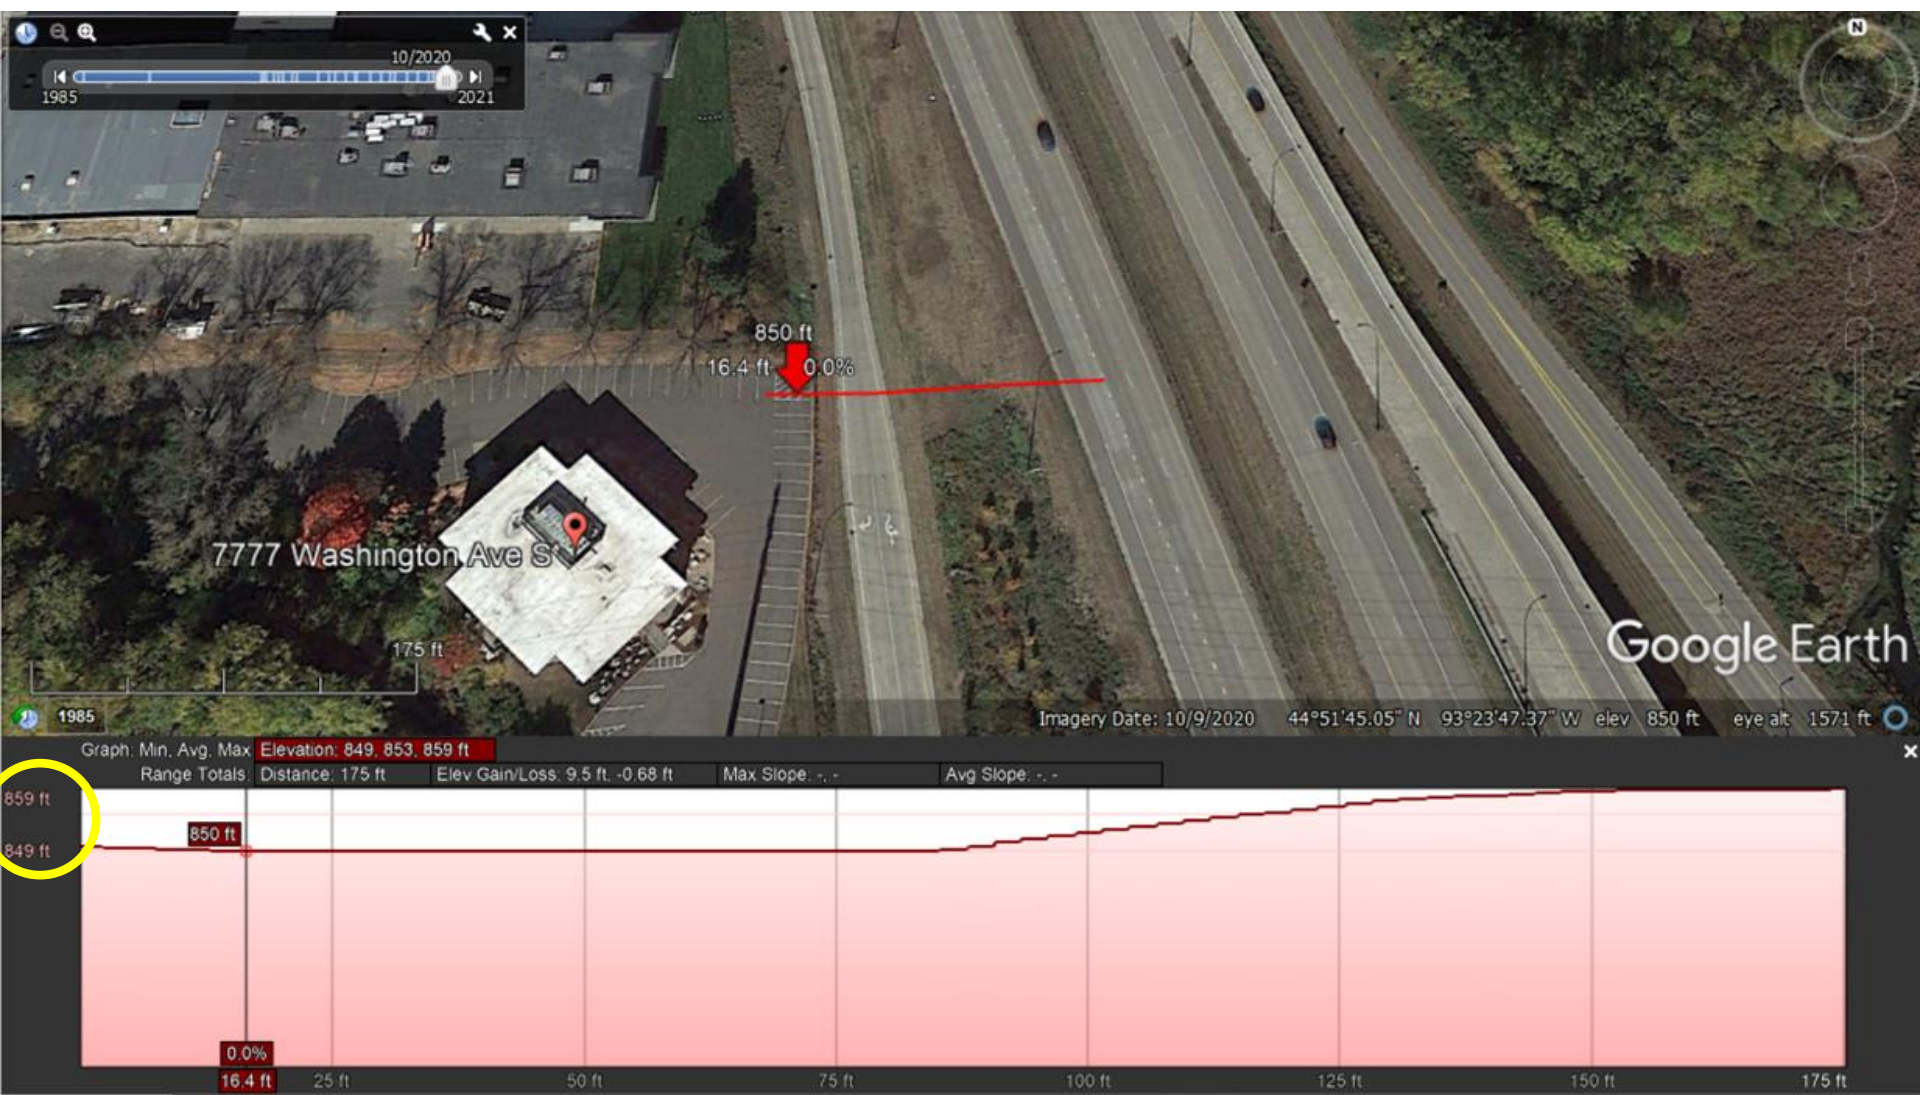 N
10/2020
1985
2021
850 ft
16.4 ft
0.0%
7777 Washington Ave S
175 ft
Google Earth
1985
Imagery Date: 10/9/2020 44°51'45.05" N 93°23'47.37" W elev 850 ft eye alt 1571 ft
Graph: Min, Avg, Max Elevation: 849, 853, 859 ft
Range Totals: Distance: 175 ft Elev Gain/Loss: 9.5 ft, -0.68 ft Max Slope: -, - Avg Slope: -, -
859 ft
850 ft
849 ft
0.0%
16.4 ft 25 ft 50 ft 75 ft 100 ft 125 ft 150 ft 175 ft